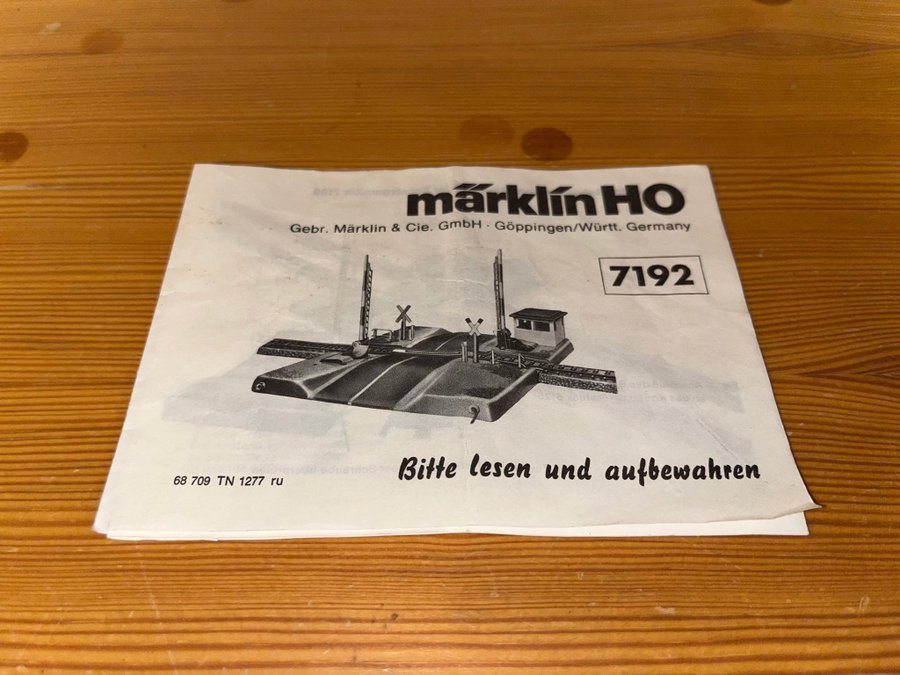 märklin HO
Gebr. Märklin & Cie. GmbH · Göppingen/Württ. Germany
7192
Bitte lesen und aufbewahren
68 709 TN 1277 ru